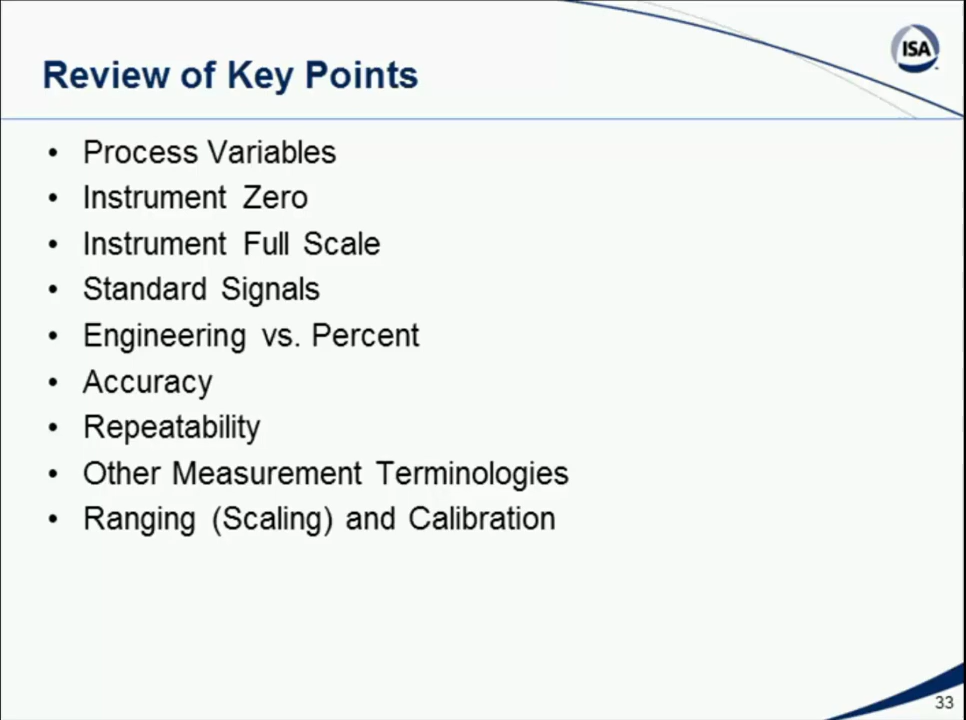 ISA
Review of Key Points
• Process Variables
• Instrument Zero
• Instrument Full Scale
• Standard Signals
• Engineering vs. Percent
• Accuracy
• Repeatability
• Other Measurement Terminologies
• Ranging (Scaling) and Calibration
33